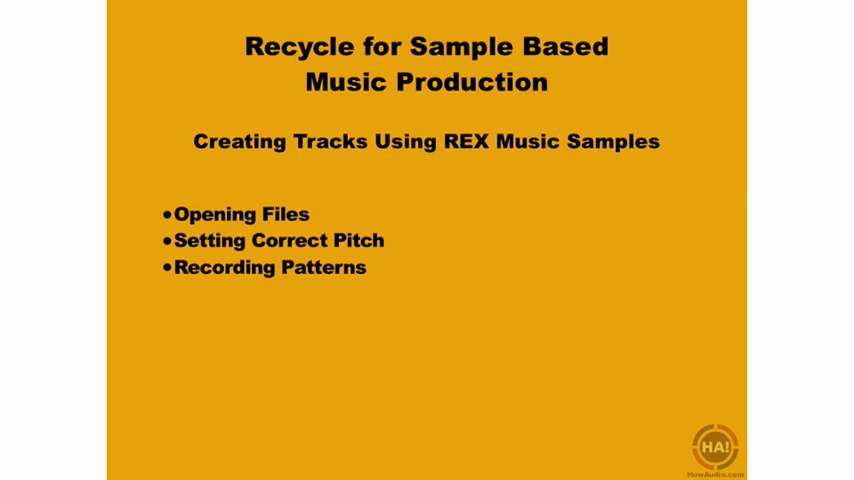 Recycle for Sample Based
Music Production
Creating Tracks Using REX Music Samples
•Opening Files
•Setting Correct Pitch
•Recording Patterns
HA!
HowAudio.com